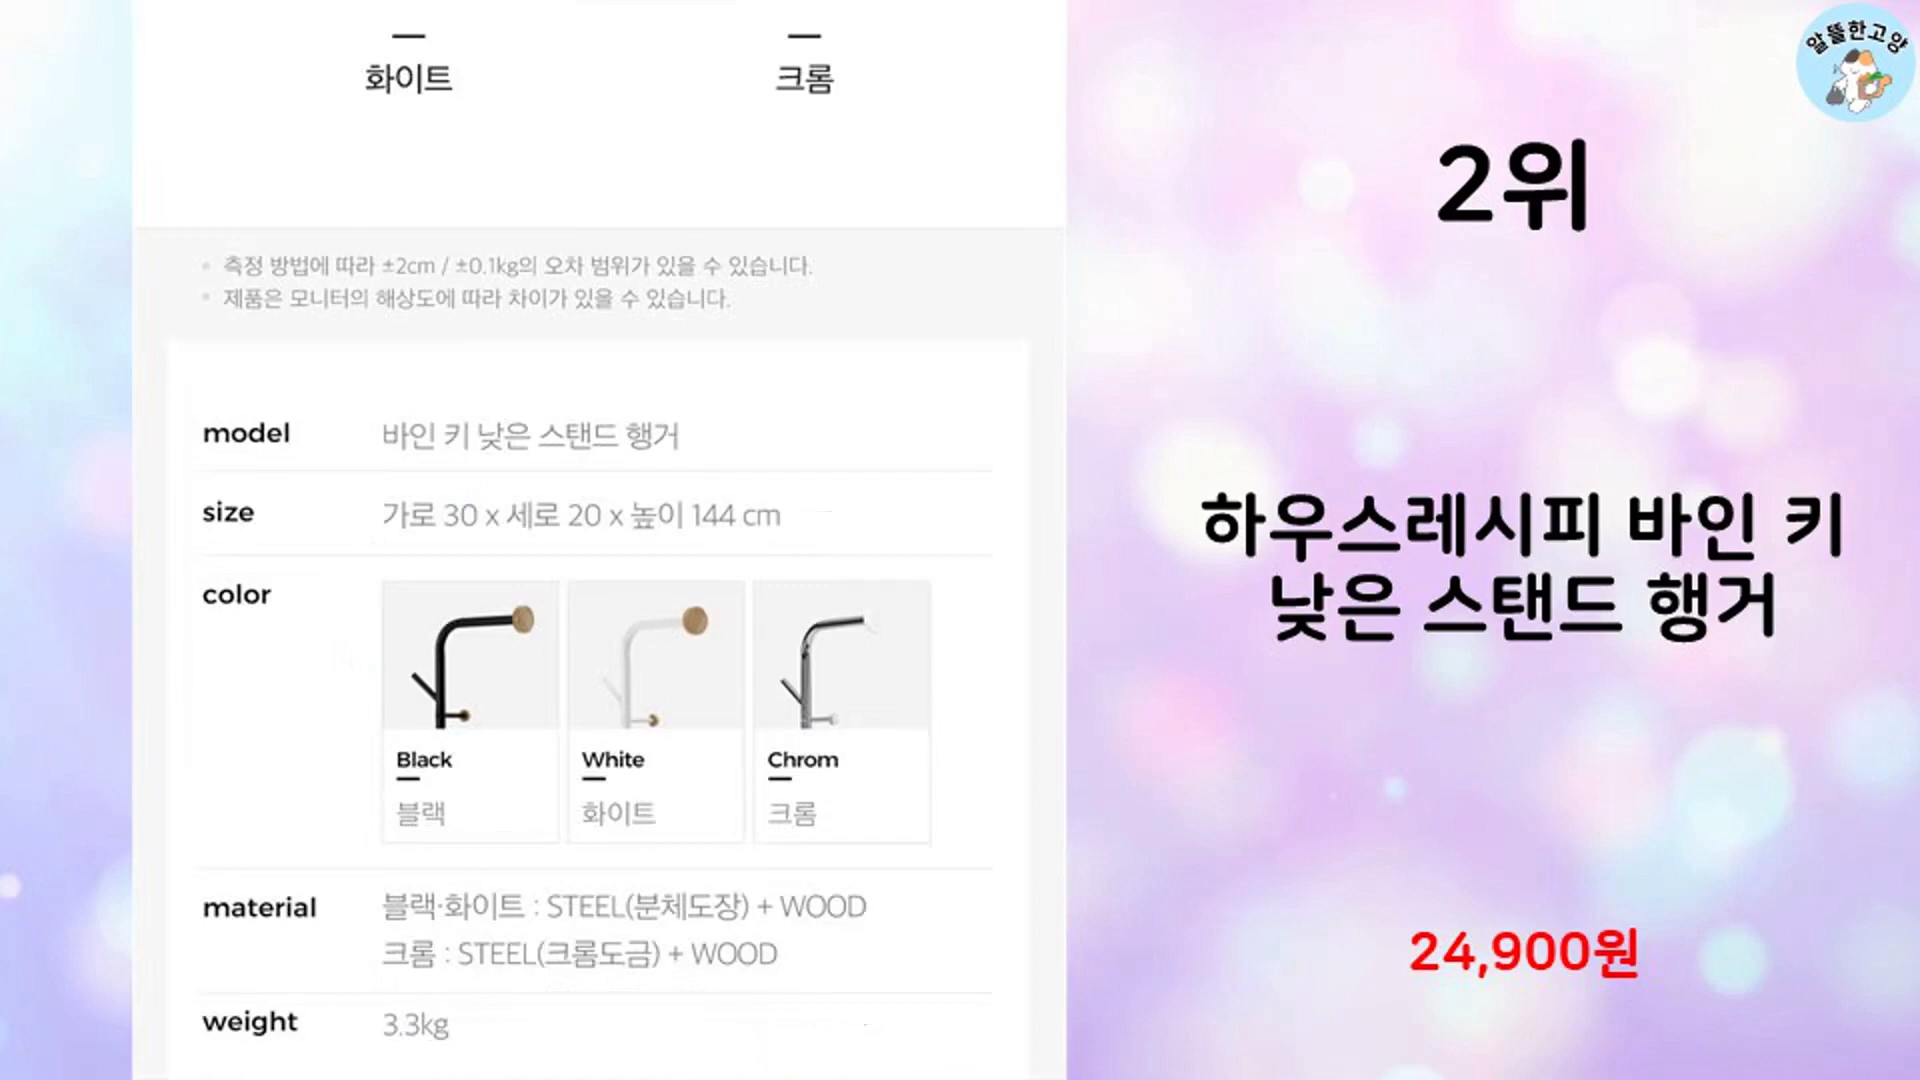 화이트
크롬
측정 방법에 따라 ±2cm / ±0.1kg의 오차 범위가 있을 수 있습니다.
제품은 모니터의 해상도에 따라 차이가 있을 수 있습니다.
model 바인 키 낮은 스탠드 행거
size 가로 30 x 세로 20 x 높이 144 cm
color
Black
블랙
White
화이트
Chrom
크롬
material 블랙·화이트 : STEEL(분체도장) + WOOD
크롬 : STEEL(크롬도금) + WOOD
weight 3.3kg
알뜰한고양
2위
하우스레시피 바인 키
낮은 스탠드 행거
24,900원